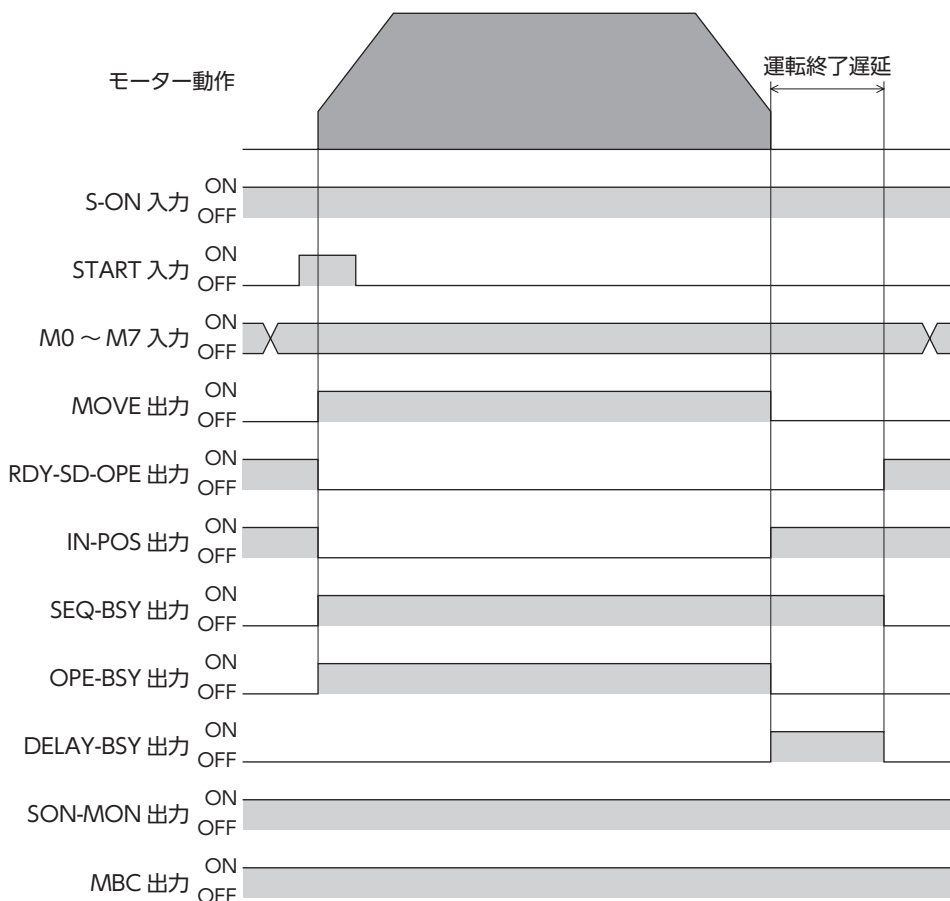 モーター動作
運転終了遅延
S-ON 入力 ON
OFF
START 入力 ON
OFF
M0 ～ M7 入力 ON
OFF
MOVE 出力 ON
OFF
RDY-SD-OPE 出力 ON
OFF
IN-POS 出力 ON
OFF
SEQ-BSY 出力 ON
OFF
OPE-BSY 出力 ON
OFF
DELAY-BSY 出力 ON
OFF
SON-MON 出力 ON
OFF
MBC 出力 ON
OFF